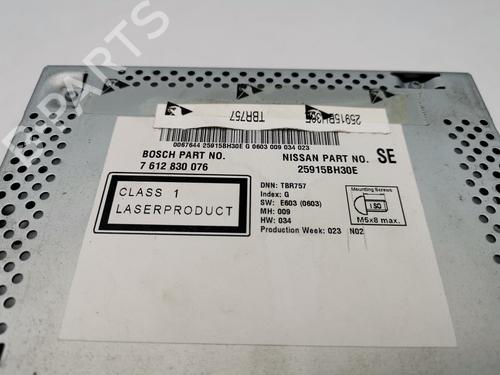 TBR757
25915BH30E
0067644 25915BH30E G 0603 009 034 023
BOSCH PART NO.
7 612 830 076
NISSAN PART NO.
25915BH30E
SE
CLASS 1
LASERPRODUCT
DNN: TBR757
Index: G
SW: E603 (0603)
MH: 009
HW: 034
Production Week: 023 N02
Mounting Screws
ISO
M5x8 max.
B-PARTS